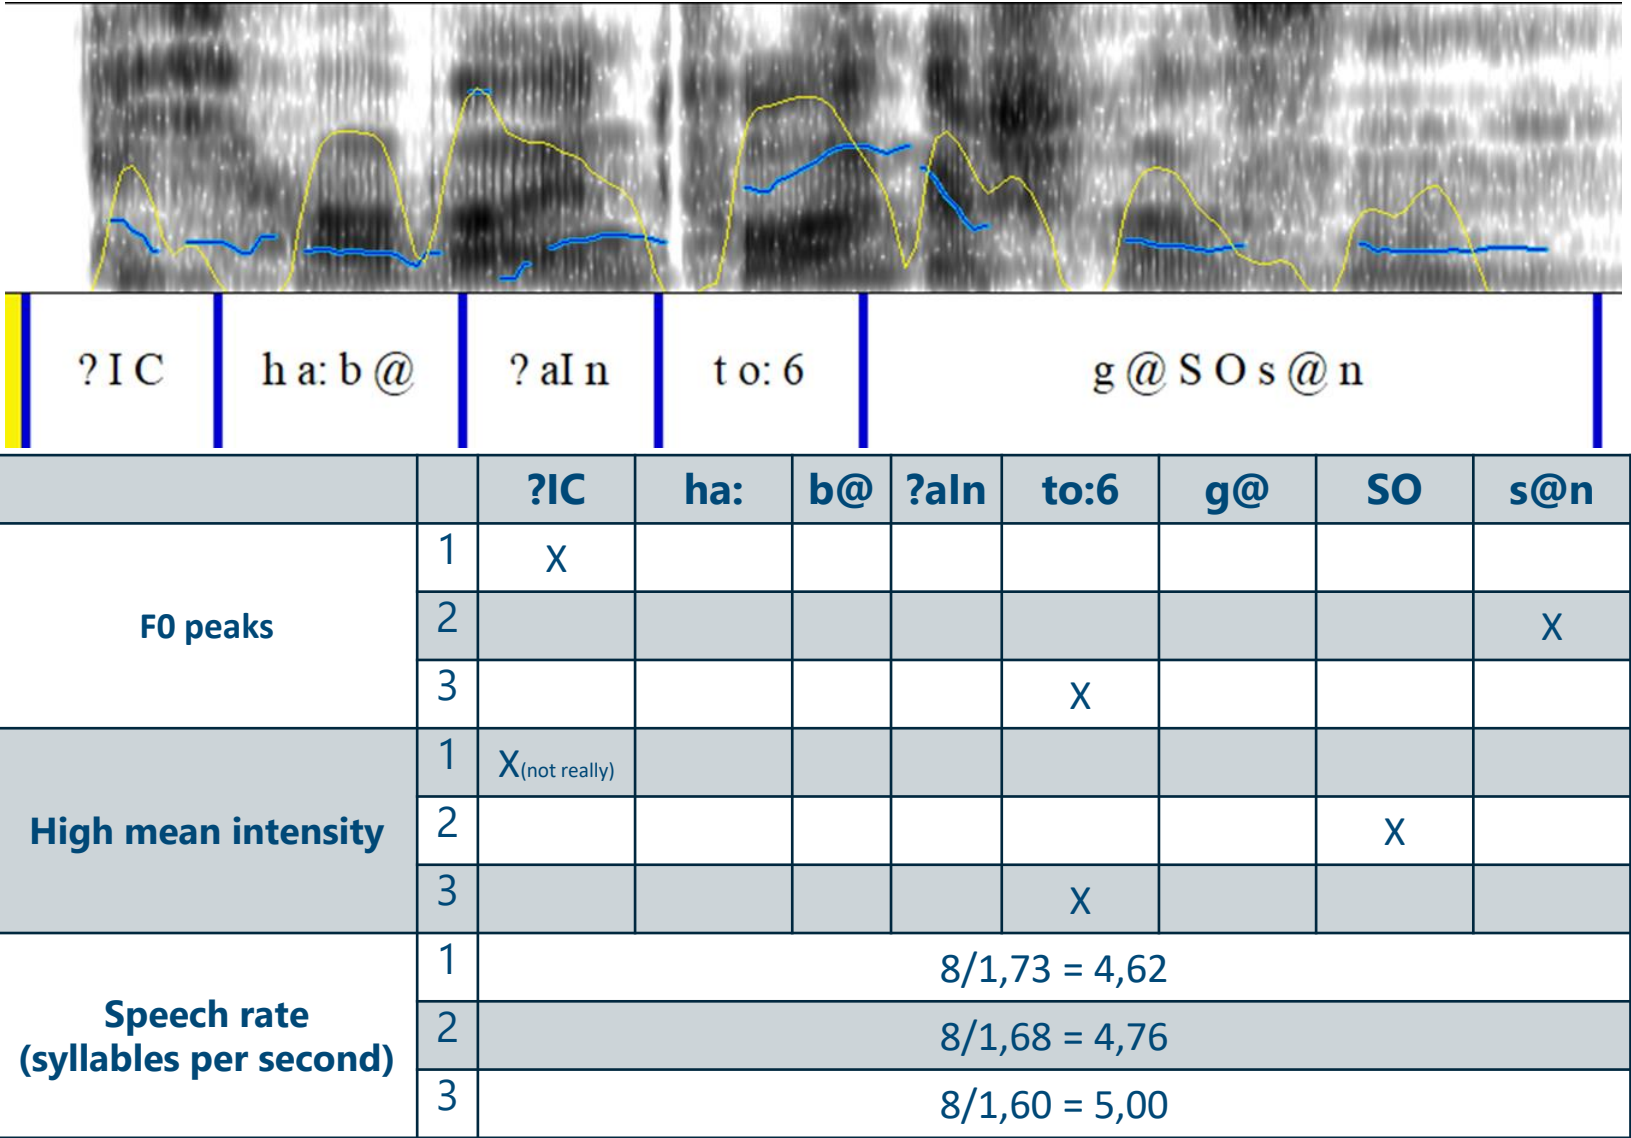 ? I C h a: b @ ? aI n t o: 6 g @ S O s @ n
?IC ha: b@ ?aIn to:6 g@ SO s@n
F0 peaks
1 X
2 X
3 X
High mean intensity
1 X(not really)
2 X
3 X
Speech rate
(syllables per second)
1 8/1,73 = 4,62
2 8/1,68 = 4,76
3 8/1,60 = 5,00